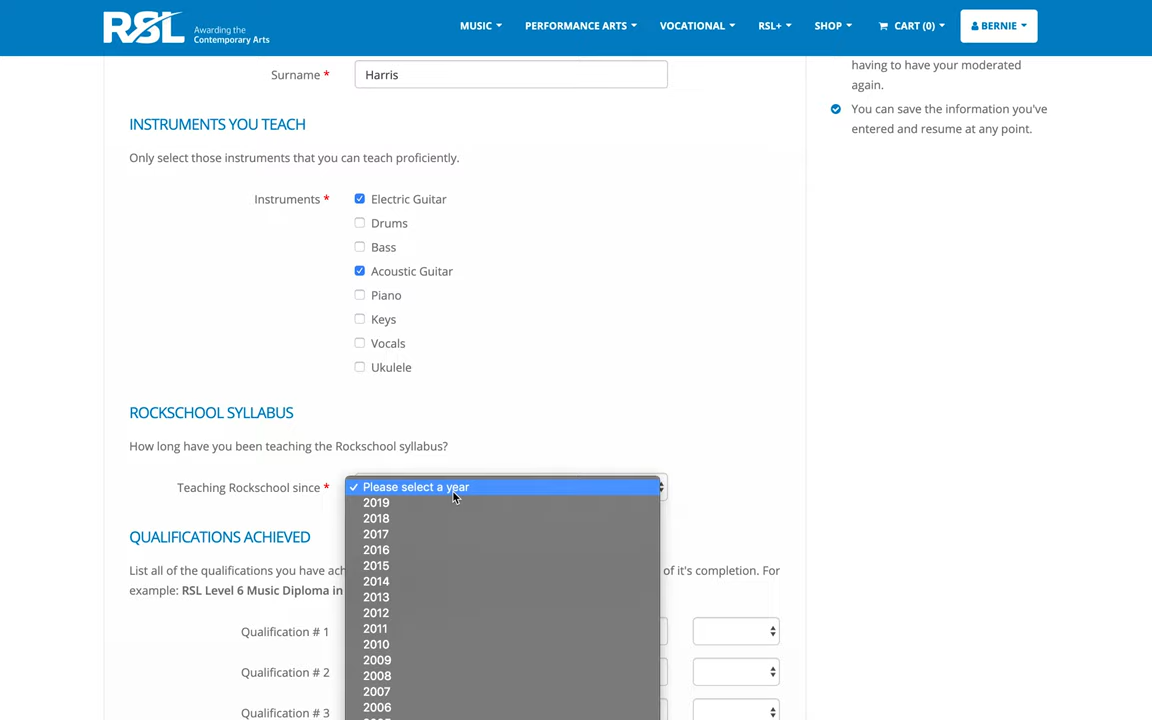 RSL Awarding the Contemporary Arts
MUSIC PERFORMANCE ARTS VOCATIONAL RSL+ SHOP CART (0) BERNIE
Surname * Harris
having to have your moderated
again.
You can save the information you've
entered and resume at any point.
INSTRUMENTS YOU TEACH
Only select those instruments that you can teach proficiently.
Instruments * Electric Guitar
Drums
Bass
Acoustic Guitar
Piano
Keys
Vocals
Ukulele
ROCKSCHOOL SYLLABUS
How long have you been teaching the Rockschool syllabus?
Teaching Rockschool since * Please select a year
2019
2018
2017
2016
2015
2014
2013
2012
2011
2010
2009
2008
2007
2006
QUALIFICATIONS ACHIEVED
List all of the qualifications you have ach of it's completion. For
example: RSL Level 6 Music Diploma in
Qualification # 1
Qualification # 2
Qualification # 3